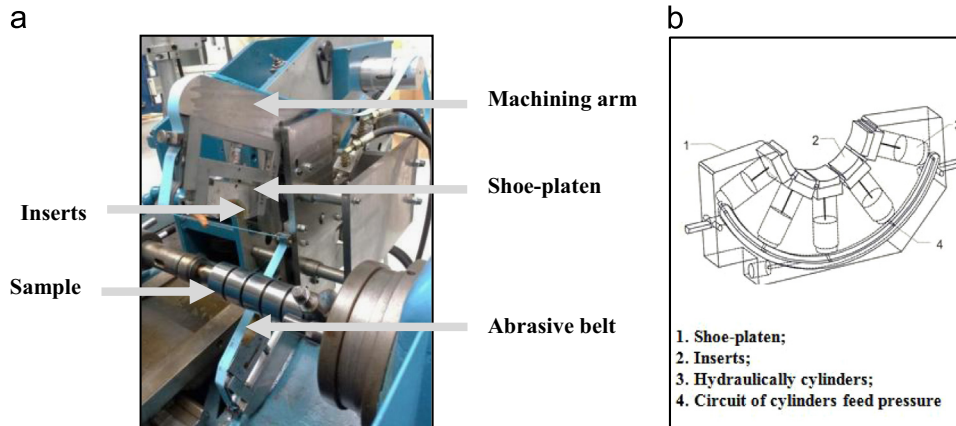 a
Machining arm
Shoe-platen
Inserts
Sample
Abrasive belt
b
1
2
3
4
1. Shoe-platen;
2. Inserts;
3. Hydraulically cylinders;
4. Circuit of cylinders feed pressure